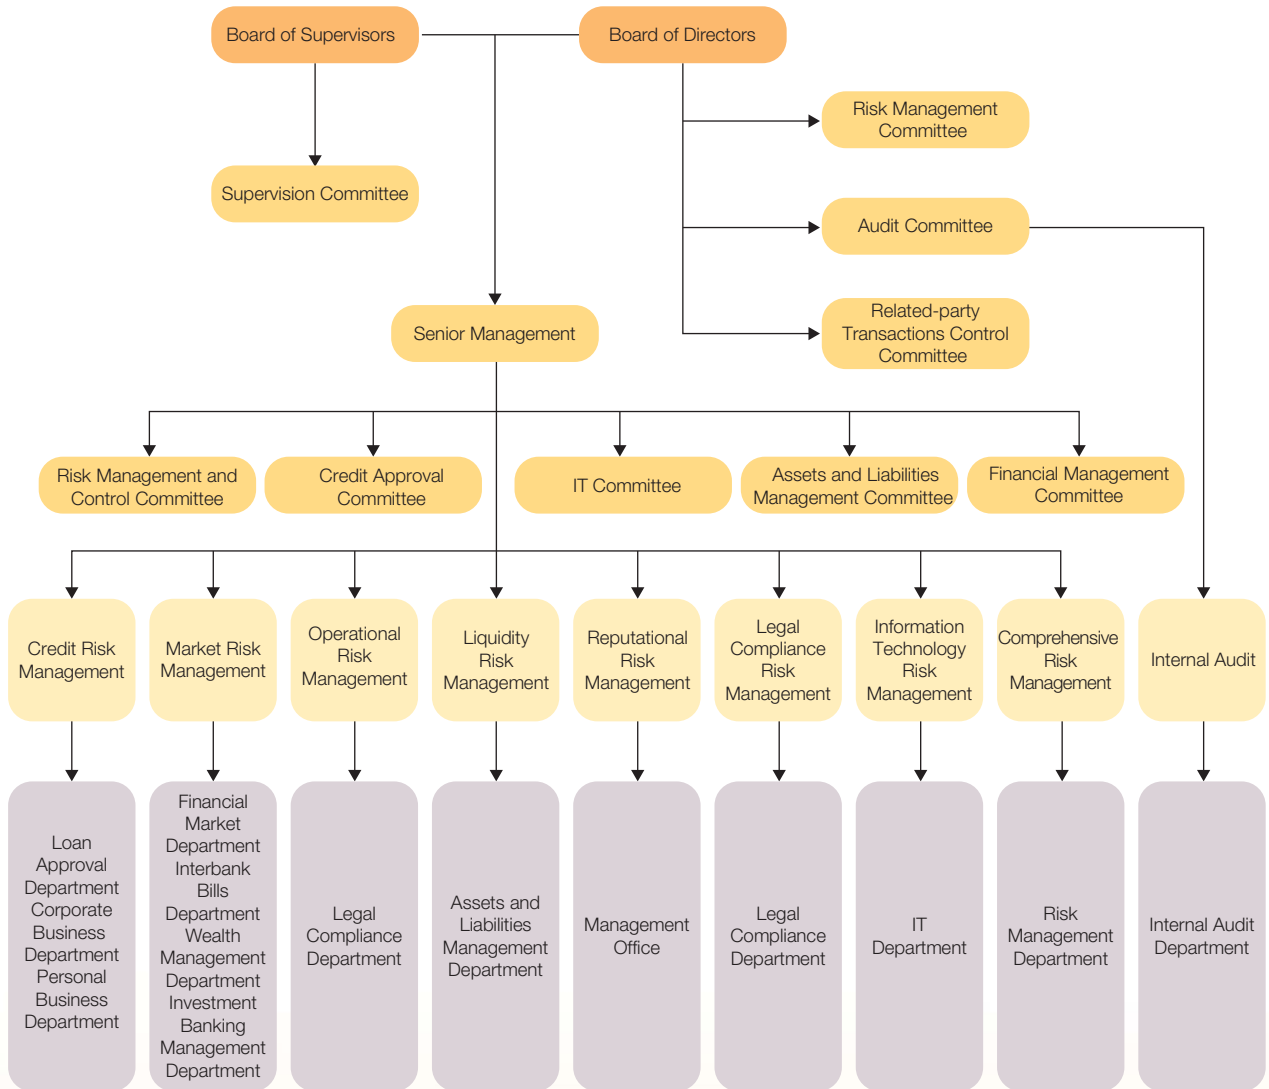 Board of Supervisors
Board of Directors
Risk Management
Committee
Supervision Committee
Audit Committee
Related-party
Transactions Control
Committee
Senior Management
Risk Management and
Control Committee
Credit Approval
Committee
IT Committee
Assets and Liabilities
Management Committee
Financial Management
Committee
Credit Risk
Management
Market Risk
Management
Operational
Risk
Management
Liquidity
Risk
Management
Reputational
Risk
Management
Legal
Compliance
Risk
Management
Information
Technology
Risk
Management
Comprehensive
Risk
Management
Internal Audit
Loan
Approval
Department
Corporate
Business
Department
Personal
Business
Department
Financial
Market
Department
Interbank
Bills
Department
Wealth
Management
Department
Investment
Banking
Management
Department
Legal
Compliance
Department
Assets and
Liabilities
Management
Department
Management
Office
Legal
Compliance
Department
IT
Department
Risk
Management
Department
Internal Audit
Department